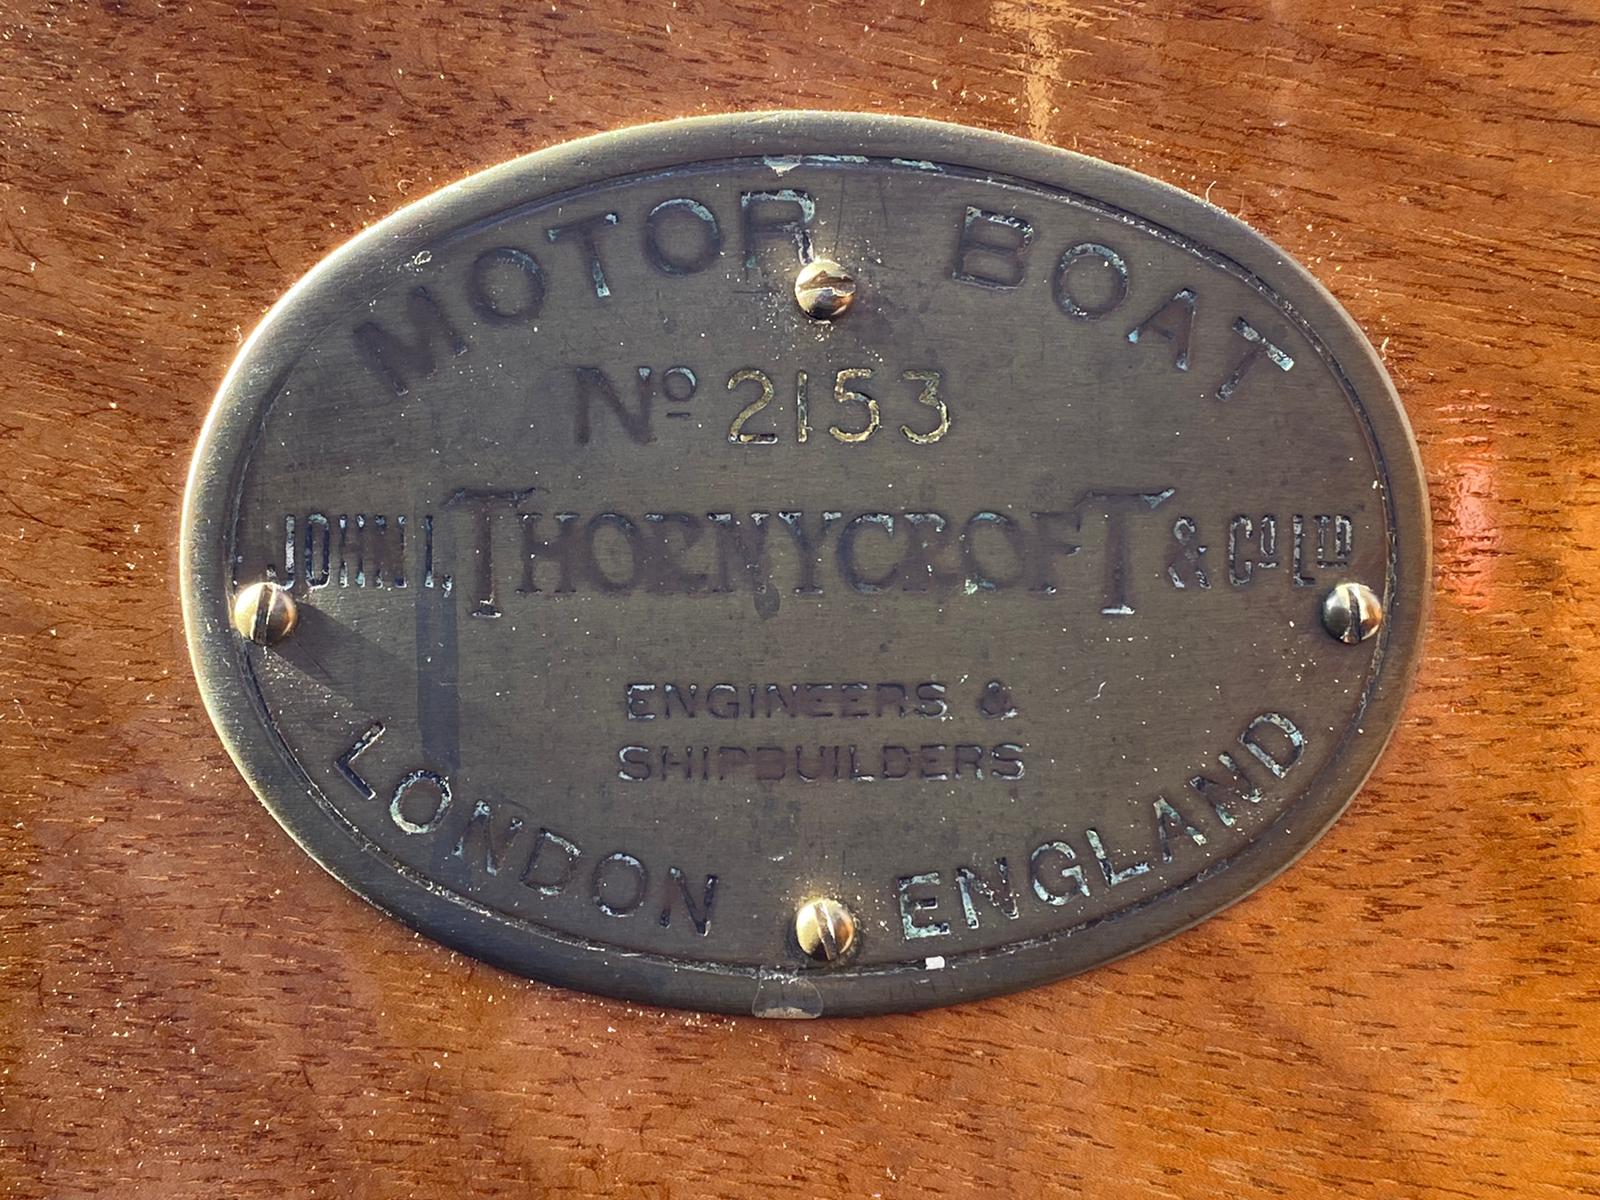 MOTOR BOAT
Nº 2153
JOHN I. THORNYCROFT & Cº LTD
ENGINEERS &
SHIPBUILDERS
LONDON ENGLAND